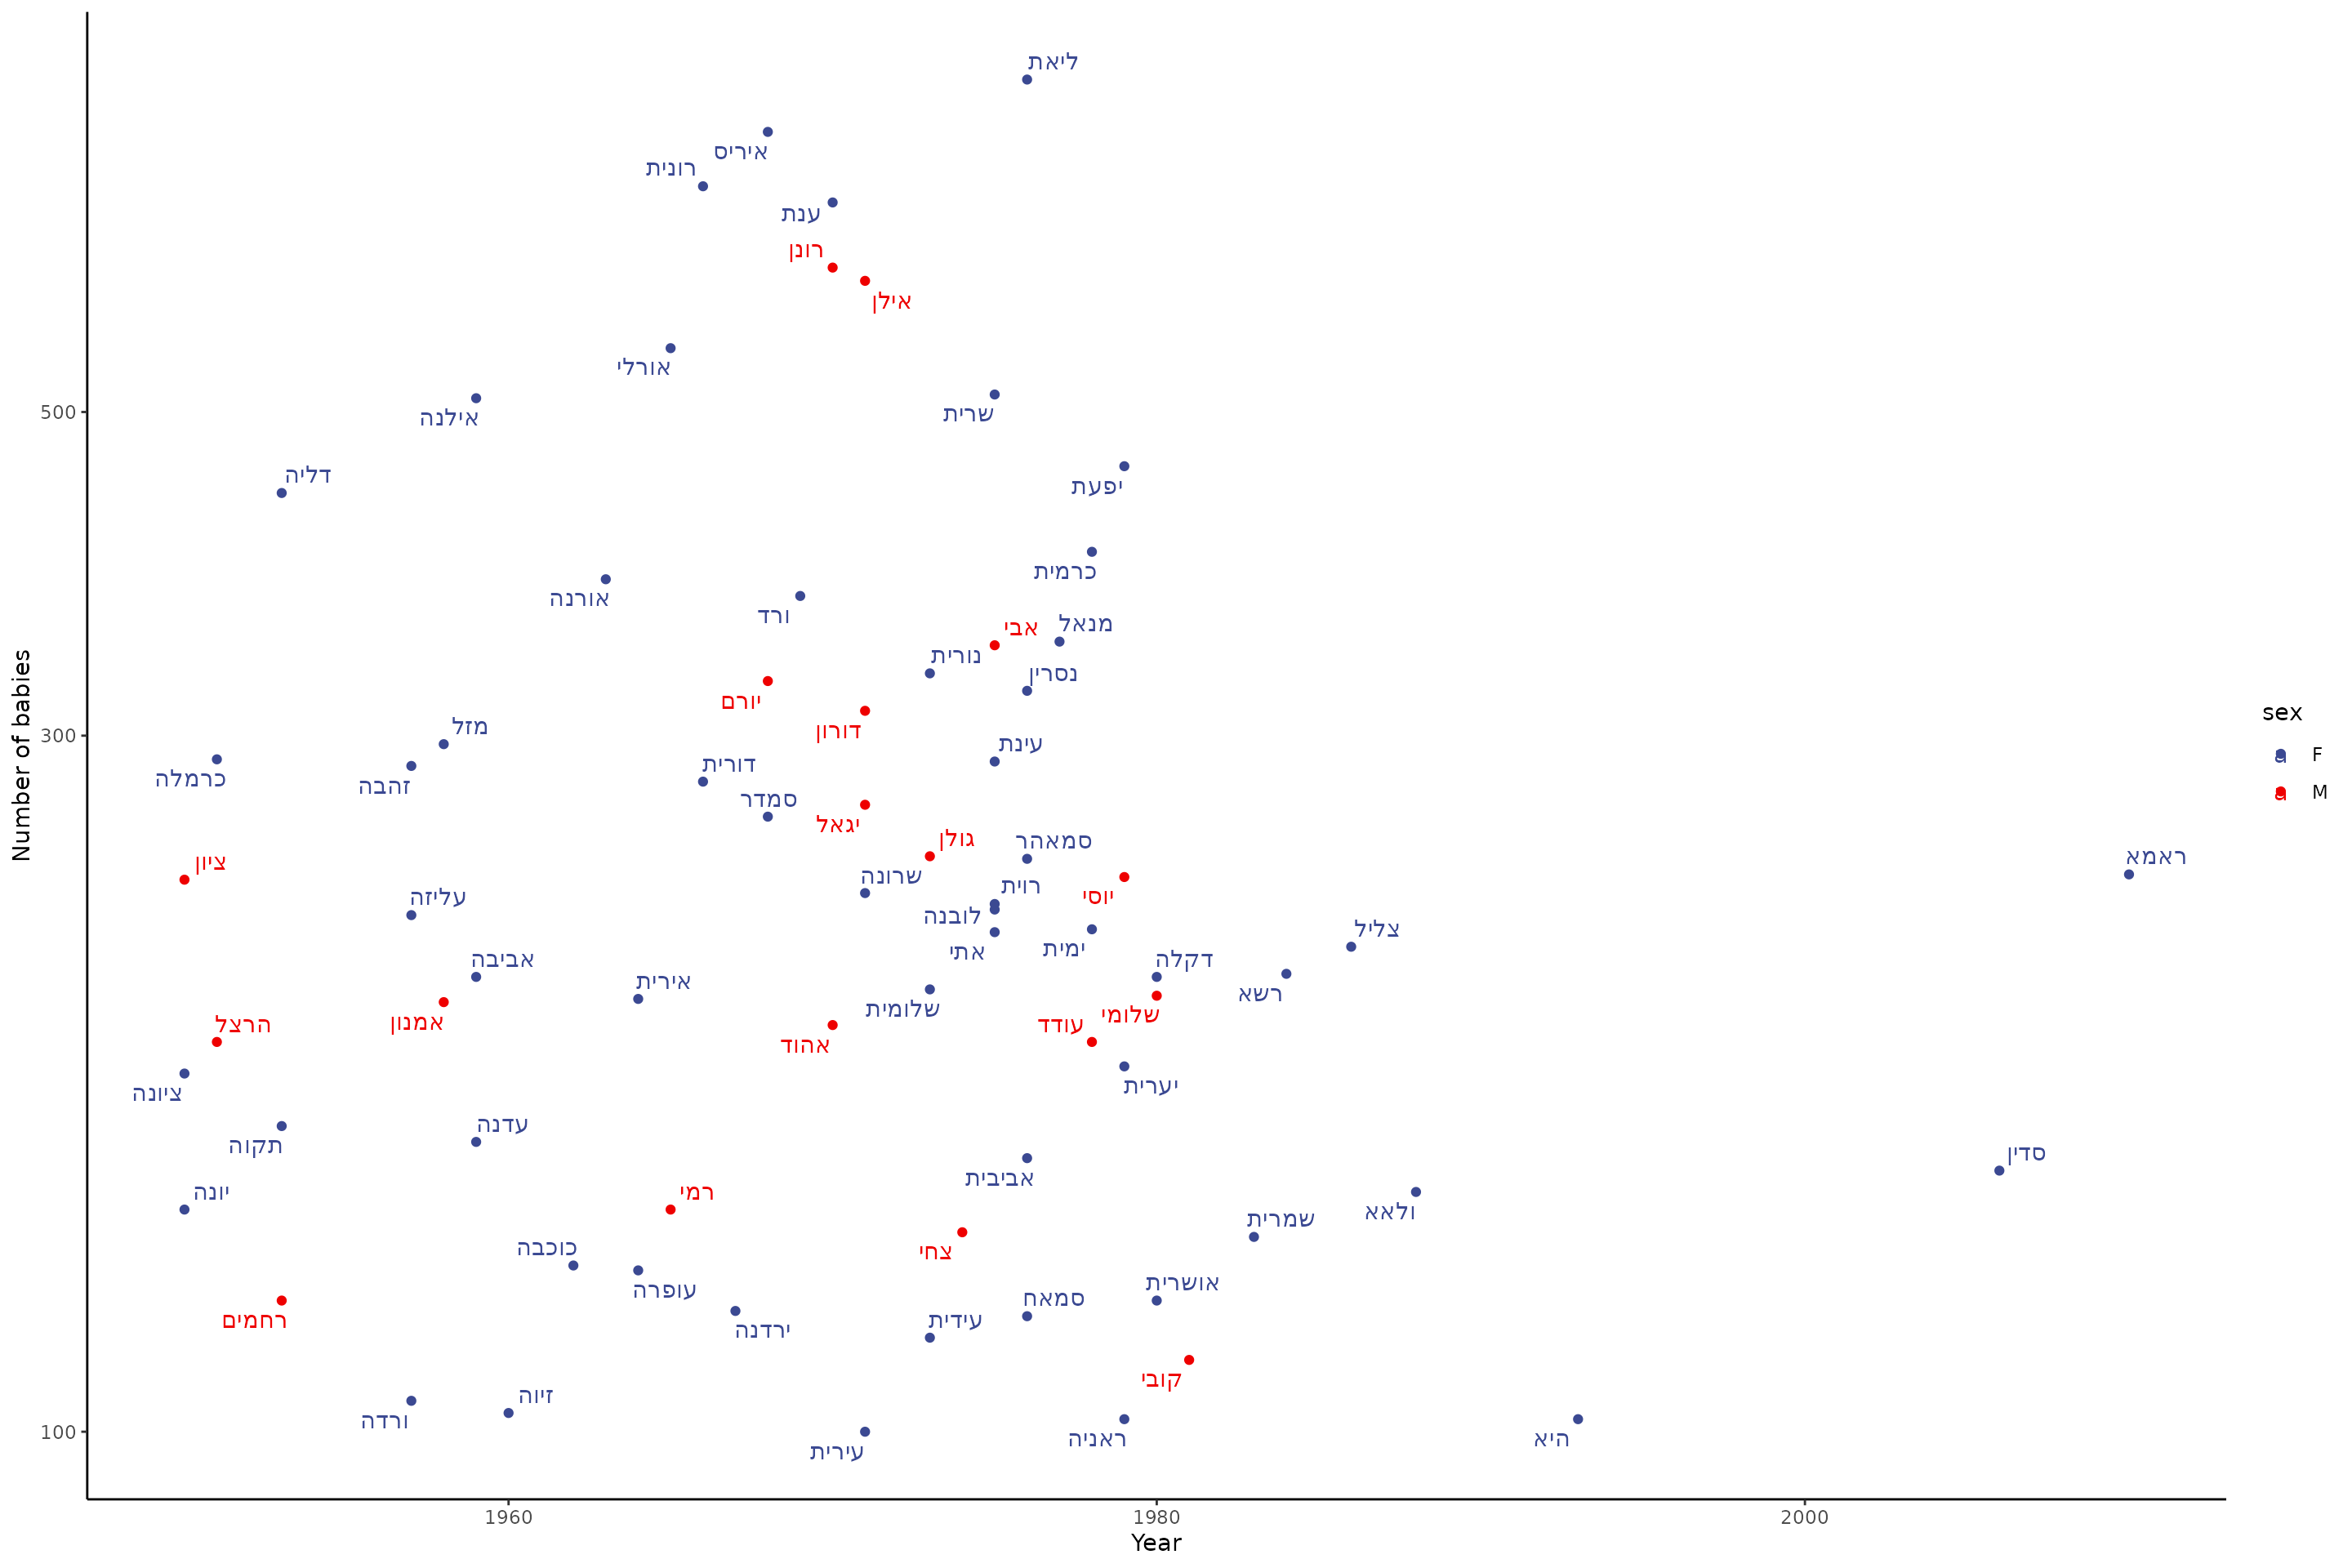 ליאת
איריס
רונית
ענת
רונן
אילן
אורלי
אילנה
500
שרית
דליה
יפעת
כרמית
אורנה
ורד
מנאל
אבי
נורית
נסרין
יורם
דורון
מזל
300
עינת
כרמלה
זהבה
דורית
סמדר
יגאל
גולן
סמאהר
ציון
שרונה
רוית
יוסי
ראמא
עליזה
לובנה
אתי
ימית
צליל
אביבה
דקלה
אירית
רשא
אמנון
שלומית
שלומי
הרצל
אהוד
עודד
ציונה
יערית
תקוה
עדנה
סדין
אביבית
יונה
רמי
ולאא
שמרית
כוכבה
צחי
עופרה
אושרית
רחמים
ירדנה
סמאח
עידית
קובי
ורדה
זיוה
100
עירית
ראניה
היא
1960
1980
2000
Year
Number of babies
sex
a F
a M